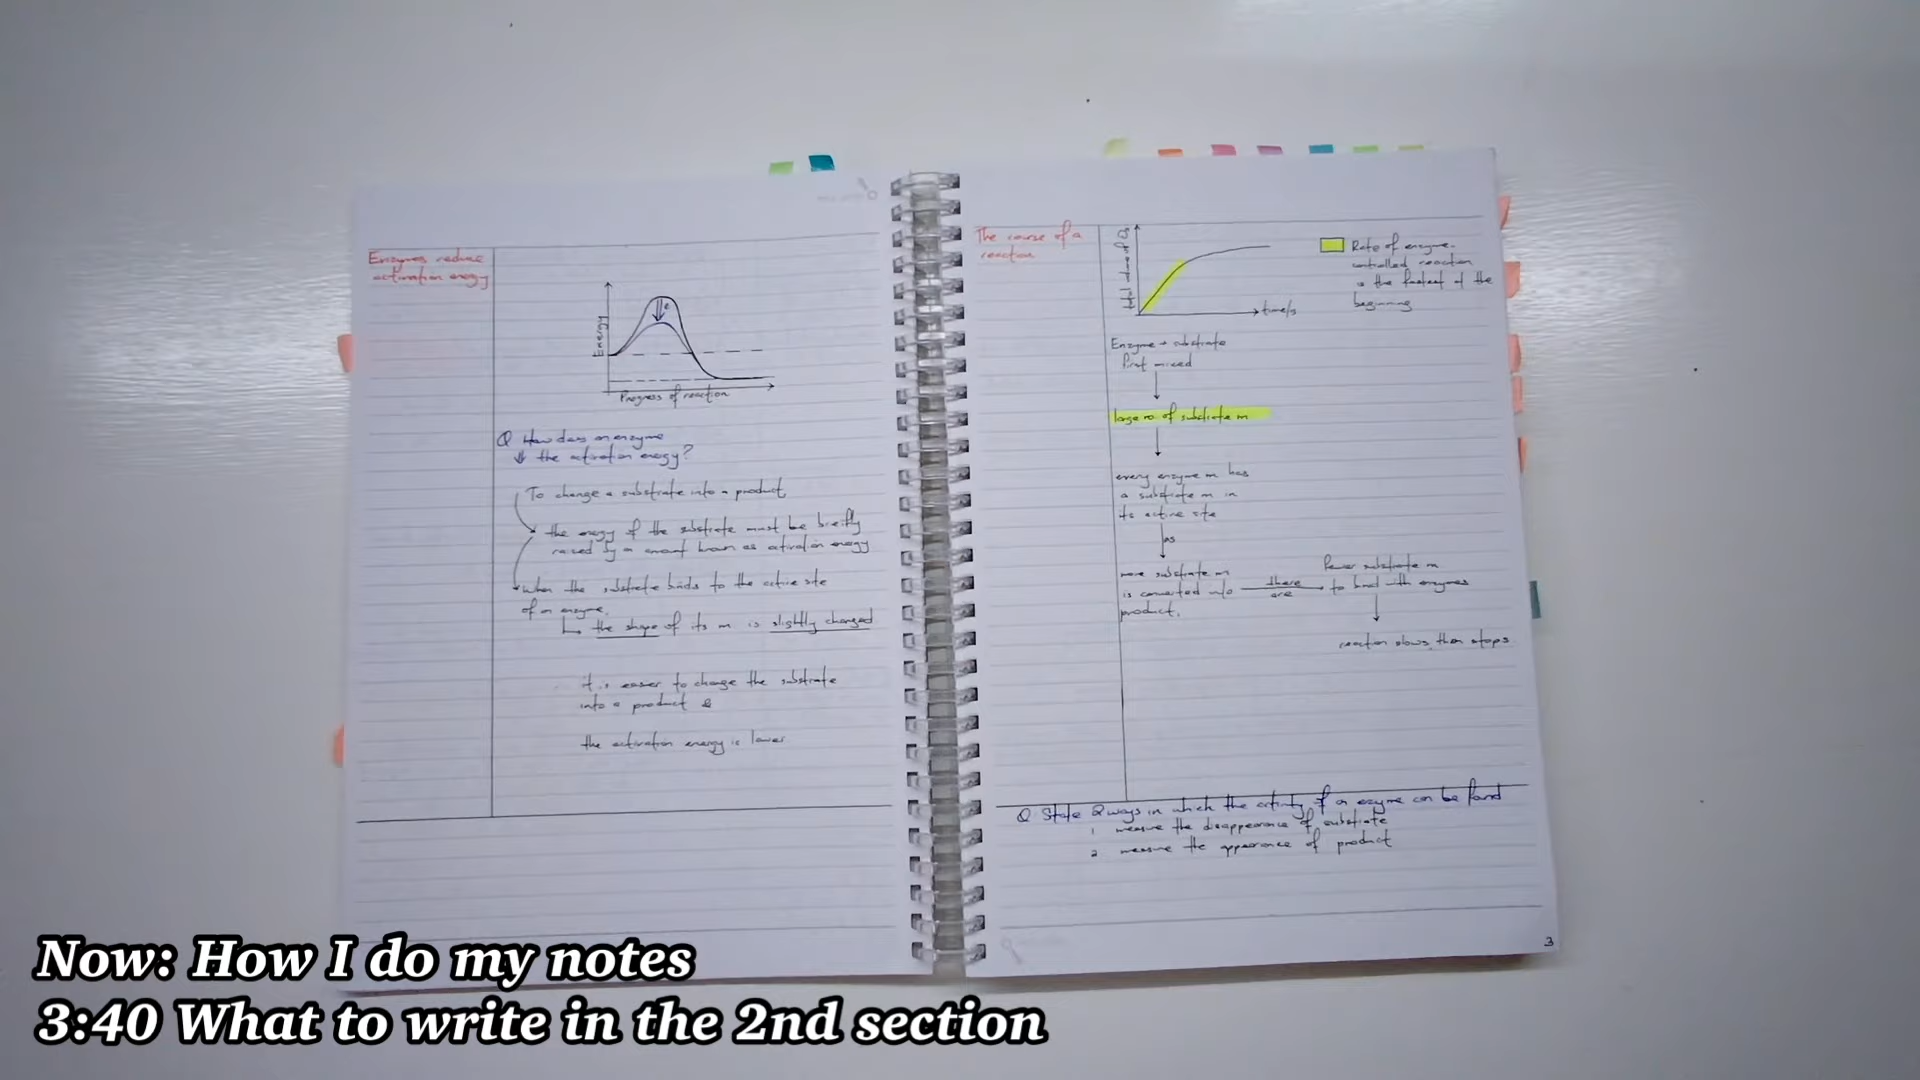 Enzymes reduce
activation energy
Energy
Progress of reaction
Q How does an enzyme
↓ the activation energy?
To change a substrate into a product
the energy of the substrate must be briefly
raised by an amount known as activation energy
When the substrate binds to the active site
of an enzyme,
the shape of its m is slightly changed
it is easier to change the substrate
into a product &
the activation energy is lower
The course of a
reaction
total volume of O₂
time/s
Rate of enzyme-
controlled reaction
is the fastest at the
beginning
Enzyme + substrate
first mixed
large no of substrate m
every enzyme m has
a substrate m in
its active site
as
more substrate m
is converted into
product,
there
are
fewer substrate m
to bind with enzymes
reaction slows, then stops
Q State 2 ways in which the activity of an enzyme can be found
1 measure the disappearance of substrate
2 measure the appearance of product
3
Now: How I do my notes
3:40 What to write in the 2nd section